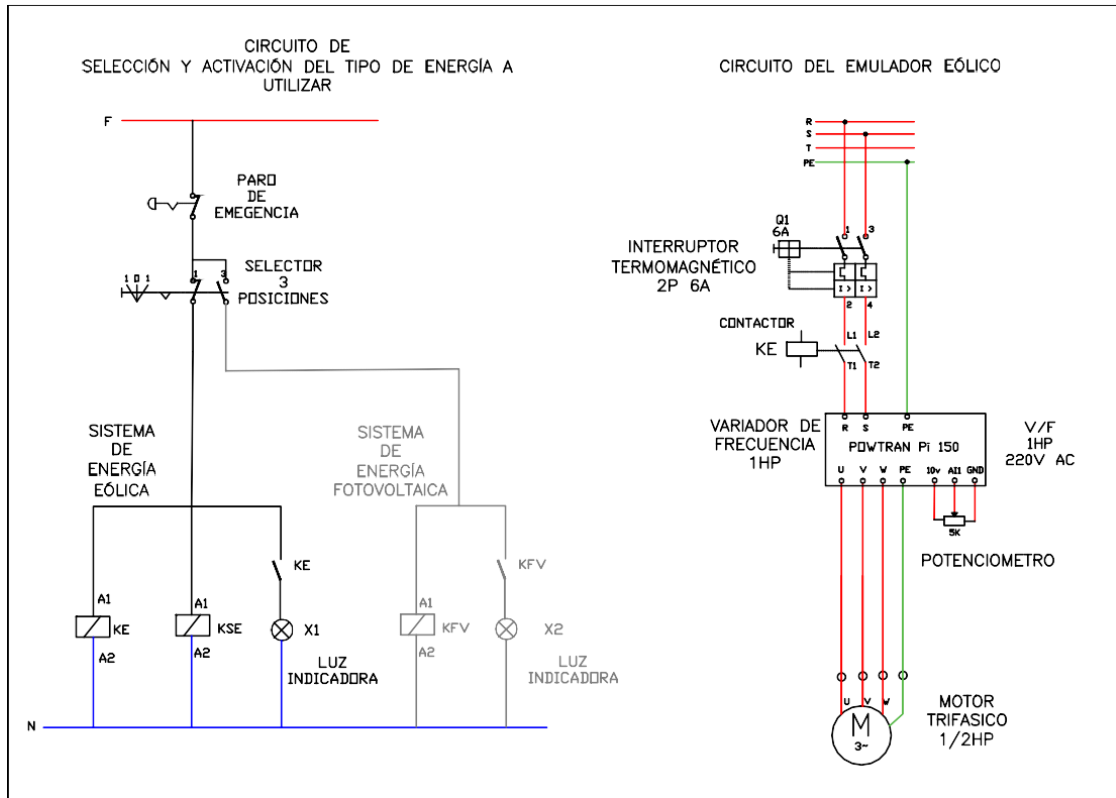 CIRCUITO DE
SELECCIÓN Y ACTIVACIÓN DEL TIPO DE ENERGÍA A
UTILIZAR
F
PARO
DE
EMEGENCIA
1 0 1
1
3
SELECTOR
3
POSICIONES
SISTEMA
DE
ENERGÍA
EÓLICA
SISTEMA
DE
ENERGÍA
FOTOVOLTAICA
KE
KFV
A1
KE
A2
A1
KSE
A2
X1
LUZ
INDICADORA
A1
KFV
A2
X2
LUZ
INDICADORA
N
CIRCUITO DEL EMULADOR EÓLICO
R
S
T
PE
Q1
6A
1
3
INTERRUPTOR
TERMOMAGNÉTICO
2P 6A
I >
I >
2
4
CONTACTOR
KE
L1
L2
T1
T2
VARIADOR DE
FRECUENCIA
1HP
R S PE
POWTRAN Pi 150
U V W PE 10v AI1 GND
V/F
1HP
220V AC
5K
POTENCIOMETRO
U V W
M
3~
MOTOR
TRIFASICO
1/2HP